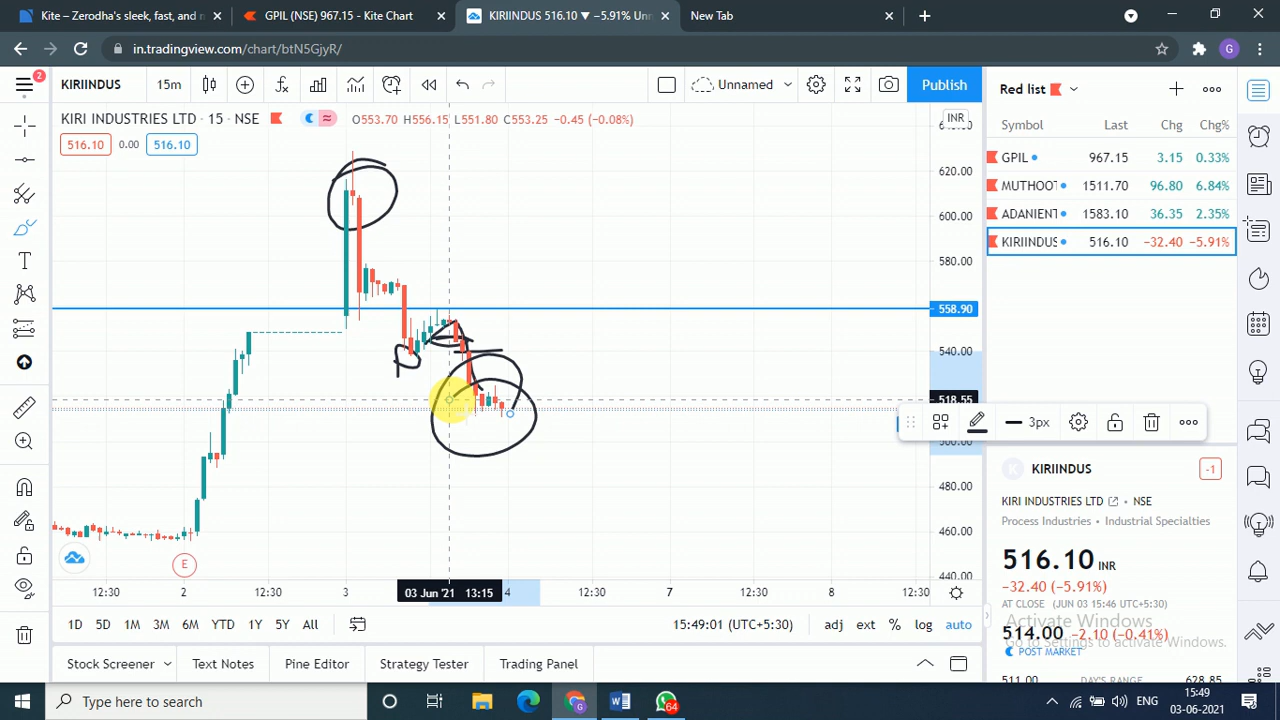 Kite – Zerodha's sleek, fast, and n
GPIL (NSE) 967.15 - Kite Chart
KIRIINDUS 516.10 ▼ −5.91% Unn
New Tab
in.tradingview.com/chart/btN5GjyR/
G
2
KIRIINDUS
15m
Unnamed
Publish
Red list
KIRI INDUSTRIES LTD · 15 · NSE
O553.70 H556.15 L551.80 C553.25 −0.45 (−0.08%)
INR
516.10
0.00
516.10
Symbol Last Chg Chg%
GPIL 967.15 3.15 0.33%
MUTHOOT 1511.70 96.80 6.84%
ADANIENT 1583.10 36.35 2.35%
KIRIINDUS 516.10 −32.40 −5.91%
620.00
600.00
580.00
558.90
540.00
518.55
500.00
480.00
460.00
440.00
3px
E
KIRIINDUS
-1
KIRI INDUSTRIES LTD · NSE
Process Industries • Industrial Specialties
516.10 INR
−32.40 (−5.91%)
AT CLOSE (JUN 03 15:46 UTC+5:30)
514.00 −2.10 (−0.41%)
POST MARKET
511.00 DAY'S RANGE 628.85
Activate Windows
Go to Settings to activate Windows.
12:30 2 12:30 3 03 Jun '21 13:15 4 12:30 7 12:30 8 12:30
1D 5D 1M 3M 6M YTD 1Y 5Y All
15:49:01 (UTC+5:30)
adj ext % log auto
Stock Screener
Text Notes
Pine Editor
Strategy Tester
Trading Panel
Type here to search
64
ENG
15:49
03-06-2021